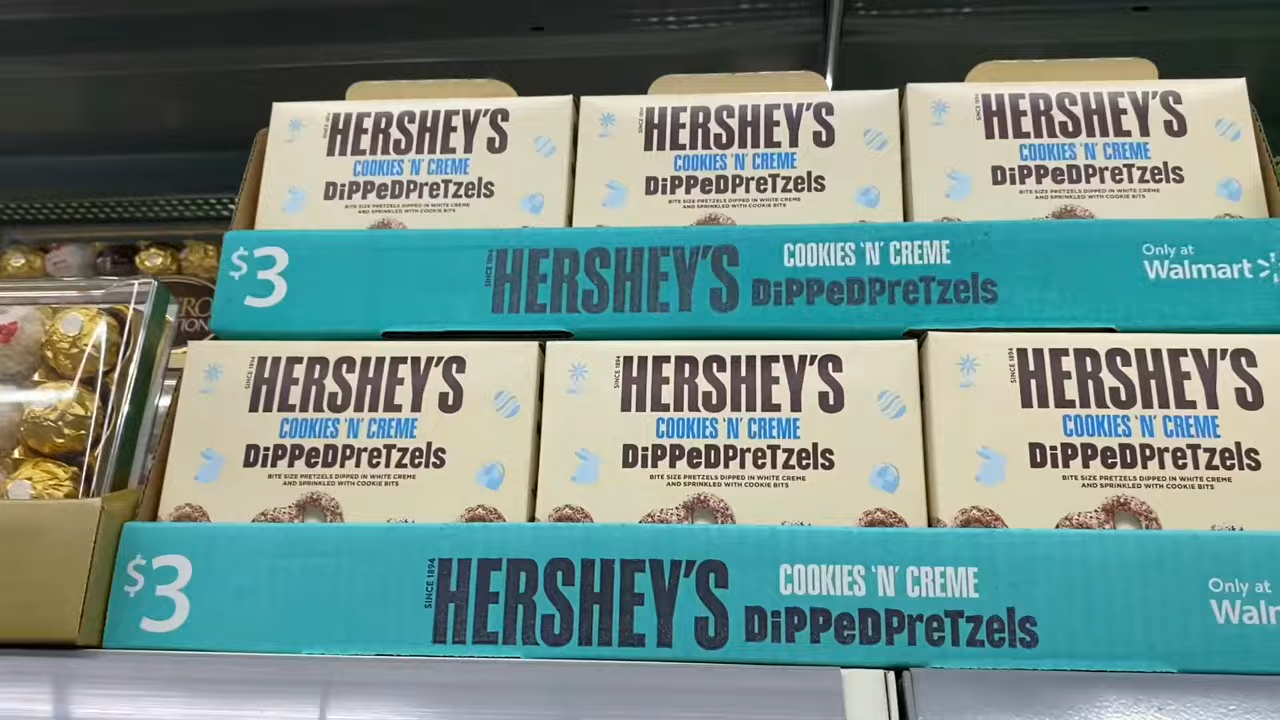 SINCE 1894
HERSHEY'S
COOKIES 'N' CREME
DiPPeDPreTzels
BITE SIZE PRETZELS DIPPED IN WHITE CREME
AND SPRINKLED WITH COOKIE BITS
SINCE 1894
HERSHEY'S
COOKIES 'N' CREME
DiPPeDPreTzels
BITE SIZE PRETZELS DIPPED IN WHITE CREME
AND SPRINKLED WITH COOKIE BITS
SINCE 1894
HERSHEY'S
COOKIES 'N' CREME
DiPPeDPreTzels
BITE SIZE PRETZELS DIPPED IN WHITE CREME
AND SPRINKLED WITH COOKIE BITS
$3
SINCE 1894
HERSHEY'S
COOKIES 'N' CREME
DiPPeDPreTzels
Only at
Walmart
SINCE 1894
HERSHEY'S
COOKIES 'N' CREME
DiPPeDPreTzels
BITE SIZE PRETZELS DIPPED IN WHITE CREME
AND SPRINKLED WITH COOKIE BITS
SINCE 1894
HERSHEY'S
COOKIES 'N' CREME
DiPPeDPreTzels
BITE SIZE PRETZELS DIPPED IN WHITE CREME
AND SPRINKLED WITH COOKIE BITS
SINCE 1894
HERSHEY'S
COOKIES 'N' CREME
DiPPeDPreTzels
BITE SIZE PRETZELS DIPPED IN WHITE CREME
AND SPRINKLED WITH COOKIE BITS
$3
SINCE 1894
HERSHEY'S
COOKIES 'N' CREME
DiPPeDPreTzels
Only at